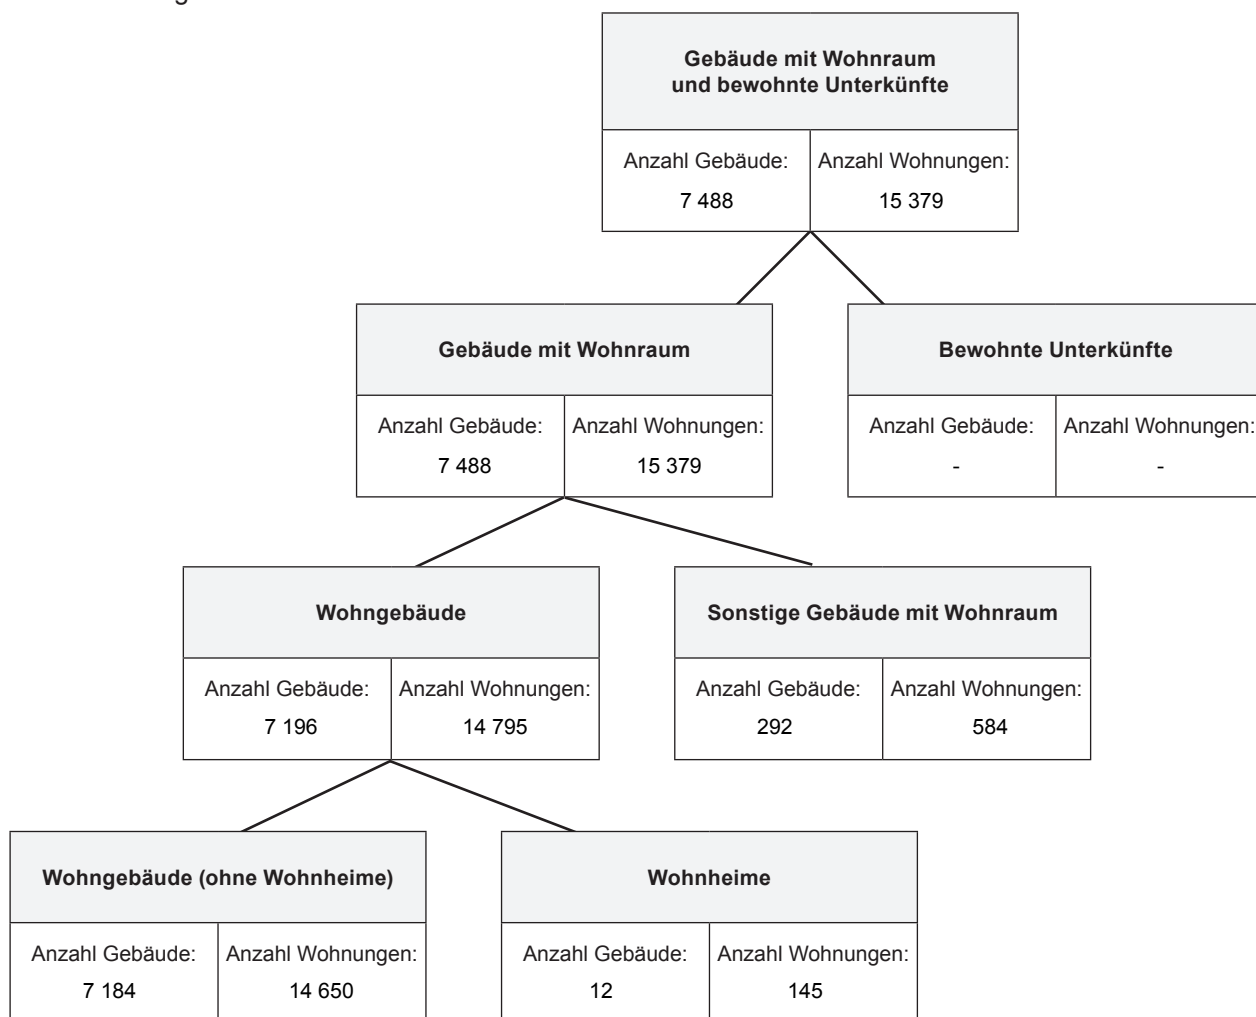 Gebäude mit Wohnraum
und bewohnte Unterkünfte
Anzahl Gebäude: Anzahl Wohnungen:
7 488 15 379
Gebäude mit Wohnraum Bewohnte Unterkünfte
Anzahl Gebäude: Anzahl Wohnungen: Anzahl Gebäude: Anzahl Wohnungen:
7 488 15 379 - -
Wohngebäude Sonstige Gebäude mit Wohnraum
Anzahl Gebäude: Anzahl Wohnungen: Anzahl Gebäude: Anzahl Wohnungen:
7 196 14 795 292 584
Wohngebäude (ohne Wohnheime) Wohnheime
Anzahl Gebäude: Anzahl Wohnungen: Anzahl Gebäude: Anzahl Wohnungen:
7 184 14 650 12 145